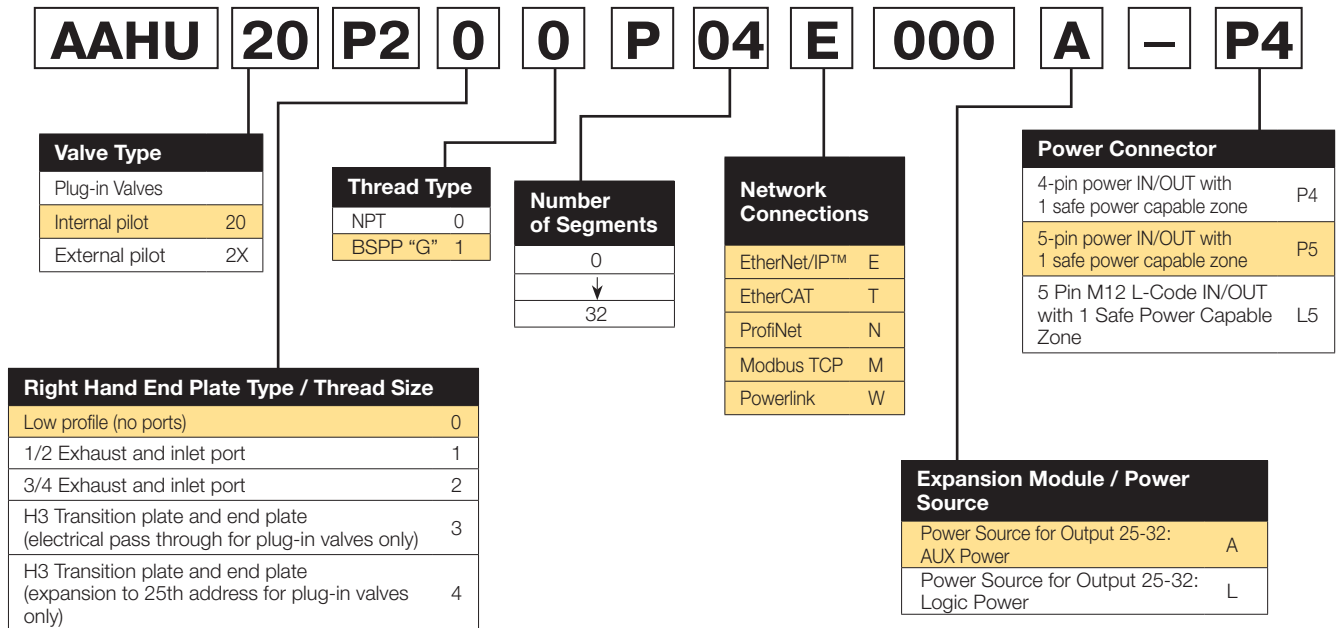 AAHU 20 P2 0 0 P 04 E 000 A – P4
Valve Type
Plug-in Valves
Internal pilot 20
External pilot 2X
Thread Type
NPT 0
BSPP “G” 1
Number
of Segments
0
↓
32
Network
Connections
EtherNet/IP™ E
EtherCAT T
ProfiNet N
Modbus TCP M
Powerlink W
Power Connector
4-pin power IN/OUT with
1 safe power capable zone P4
5-pin power IN/OUT with
1 safe power capable zone P5
5 Pin M12 L-Code IN/OUT
with 1 Safe Power Capable L5
Zone
Right Hand End Plate Type / Thread Size
Low profile (no ports) 0
1/2 Exhaust and inlet port 1
3/4 Exhaust and inlet port 2
H3 Transition plate and end plate
(electrical pass through for plug-in valves only) 3
H3 Transition plate and end plate
(expansion to 25th address for plug-in valves 4
only)
Expansion Module / Power
Source
Power Source for Output 25-32:
AUX Power A
Power Source for Output 25-32:
Logic Power L